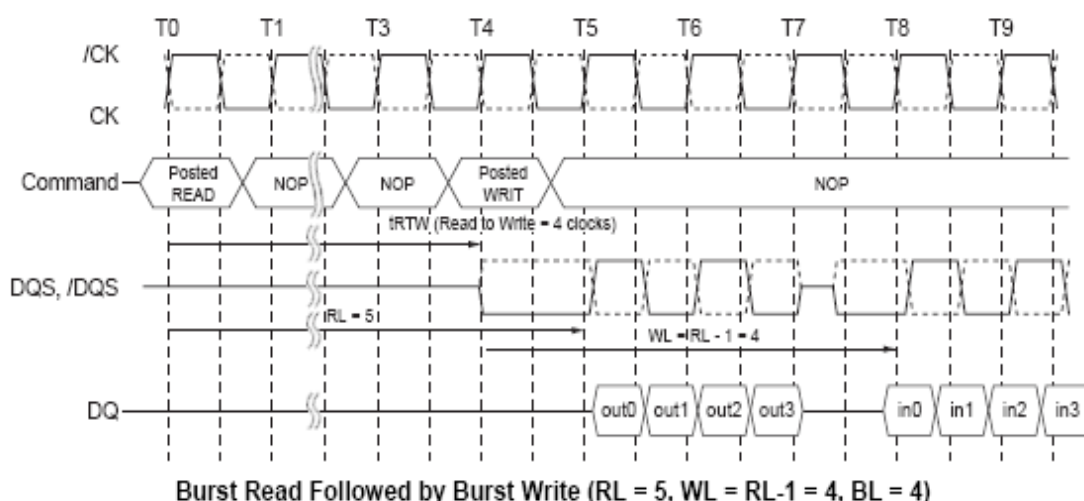 T0 T1 T3 T4 T5 T6 T7 T8 T9
/CK
CK
Command
Posted READ
NOP
NOP
Posted WRIT
NOP
tRTW (Read to Write = 4 clocks)
DQS, /DQS
RL = 5
WL = RL - 1 = 4
DQ
out0 out1 out2 out3 in0 in1 in2 in3
Burst Read Followed by Burst Write (RL = 5, WL = RL-1 = 4, BL = 4)